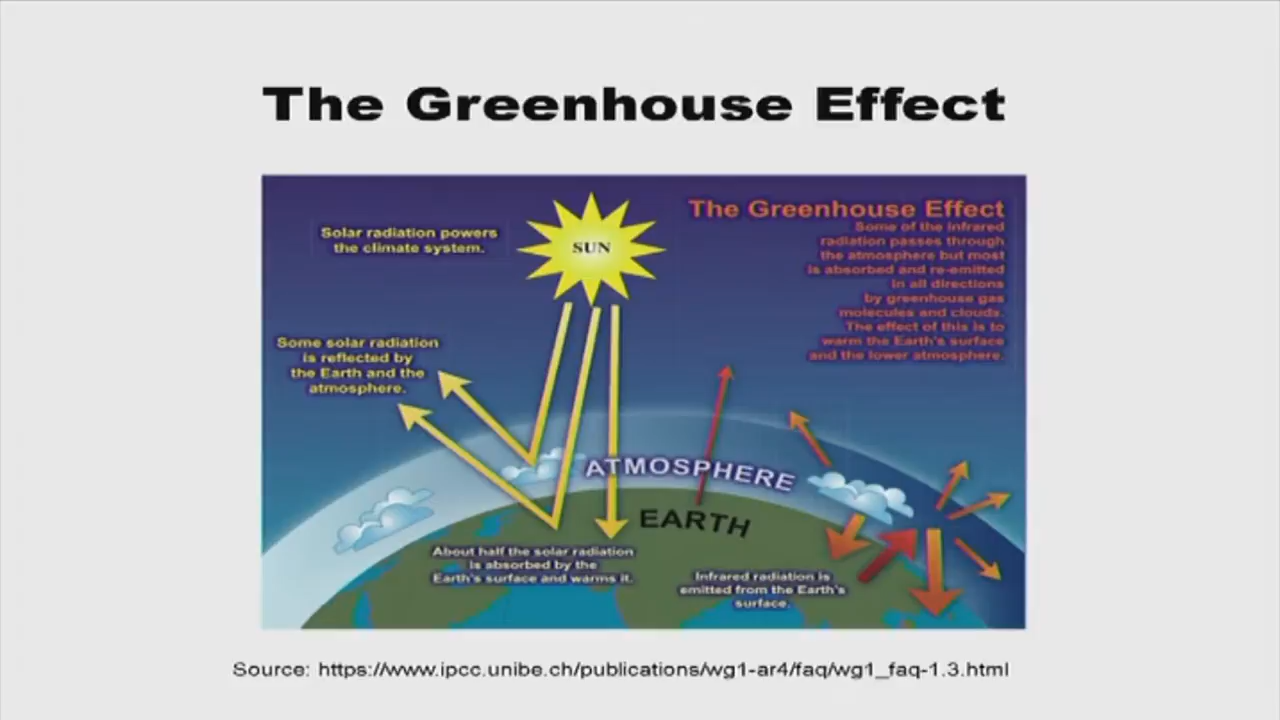 The Greenhouse Effect
Solar radiation powers
the climate system.
SUN
The Greenhouse Effect
Some of the infrared
radiation passes through
the atmosphere but most
is absorbed and re-emitted
in all directions
by greenhouse gas
molecules and clouds.
The effect of this is to
warm the Earth's surface
and the lower atmosphere.
Some solar radiation
is reflected by
the Earth and the
atmosphere.
ATMOSPHERE
EARTH
About half the solar radiation
is absorbed by the
Earth's surface and warms it.
Infrared radiation is
emitted from the Earth's
surface.
Source: https://www.ipcc.unibe.ch/publications/wg1-ar4/faq/wg1_faq-1.3.html